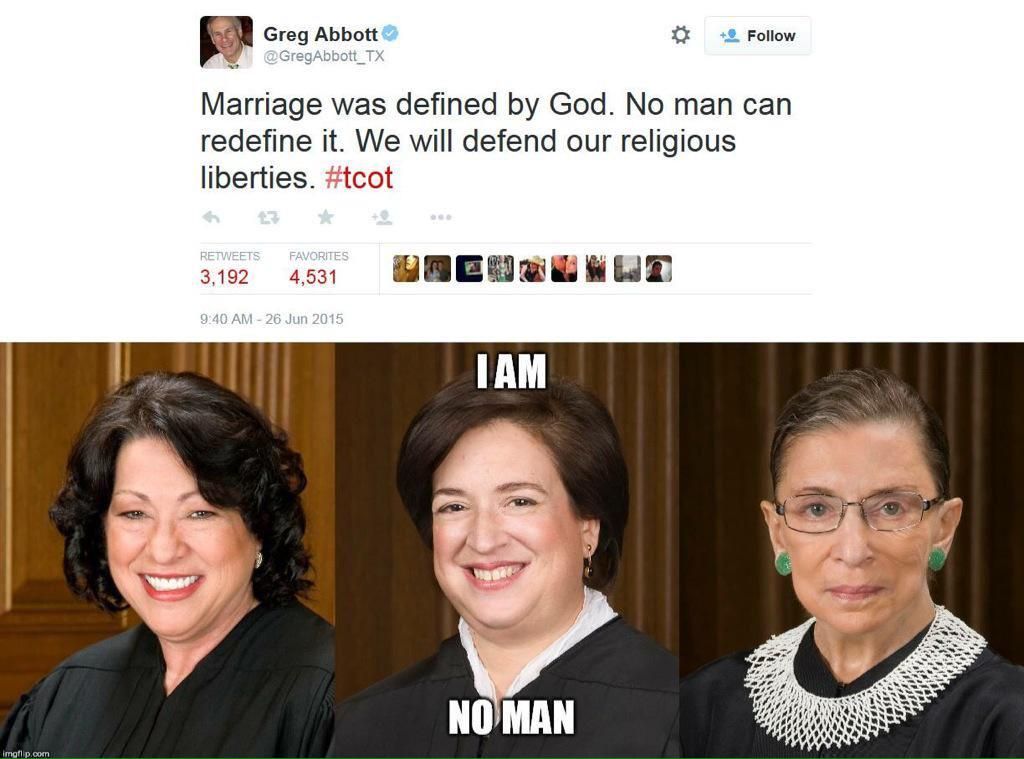 Greg Abbott
@GregAbbott_TX
Follow
Marriage was defined by God. No man can
redefine it. We will defend our religious
liberties. #tcot
RETWEETS FAVORITES
3,192 4,531
9:40 AM - 26 Jun 2015
I AM
NO MAN
imgflip.com